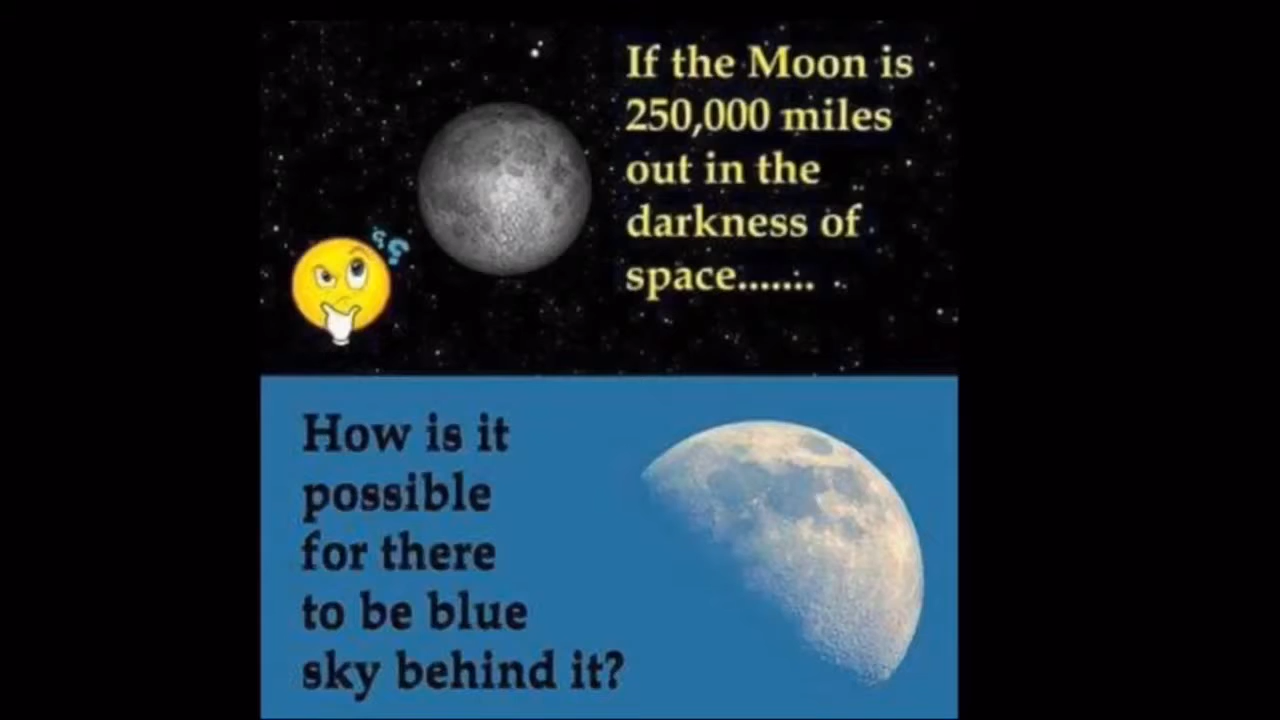 If the Moon is
250,000 miles
out in the
darkness of
space.......
How is it
possible
for there
to be blue
sky behind it?